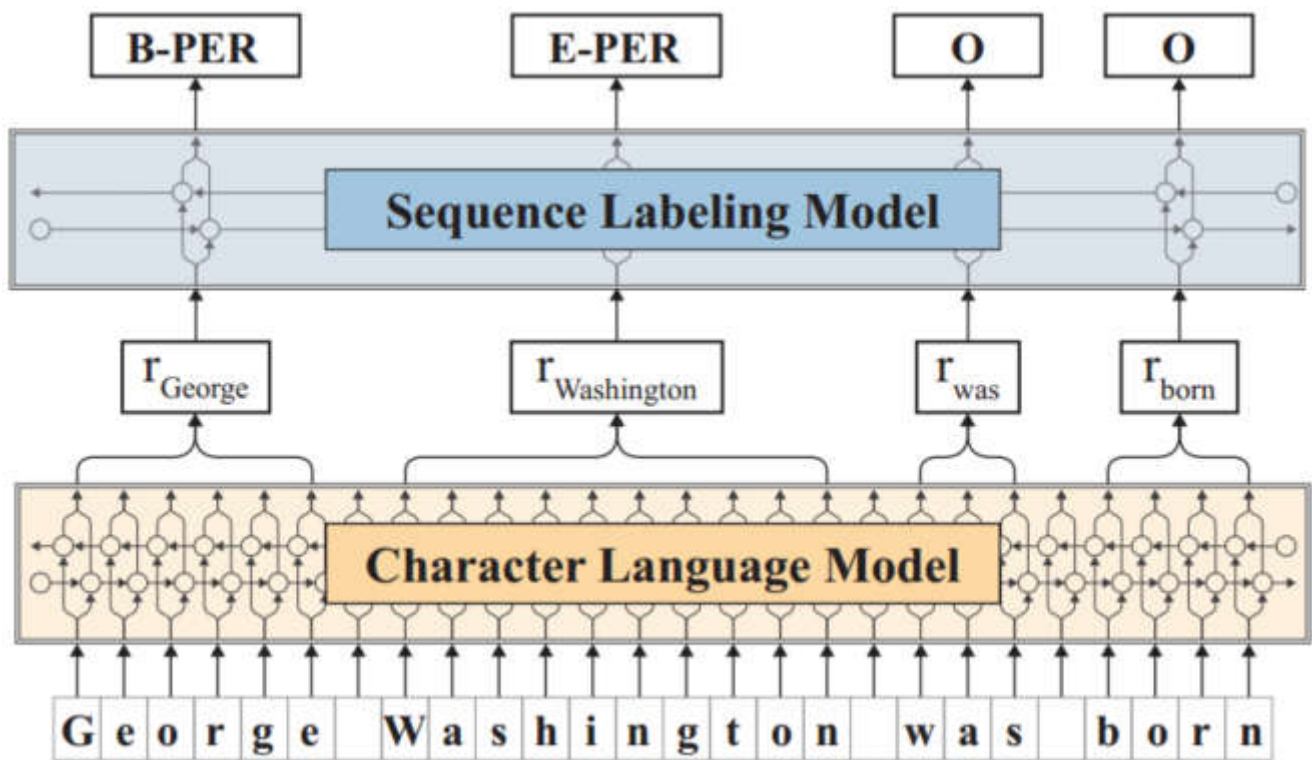 B-PER E-PER O O
Sequence Labeling Model
r George r Washington r was r born
Character Language Model
G e o r g e W a s h i n g t o n w a s b o r n